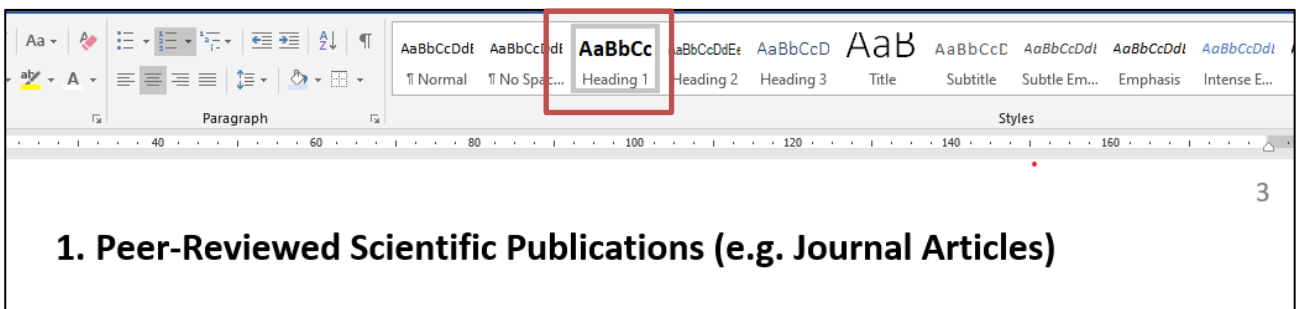 Aa
AaBbCcDdE AaBbCcDdE AaBbCc AaBbCcDdEe AaBbCcD AaB AaBbCcD AaBbCcDdE AaBbCcDdE AaBbCcDdE
¶ Normal ¶ No Spac... Heading 1 Heading 2 Heading 3 Title Subtitle Subtle Em... Emphasis Intense E...
Paragraph Styles
40 60 80 100 120 140 160
3
1. Peer-Reviewed Scientific Publications (e.g. Journal Articles)